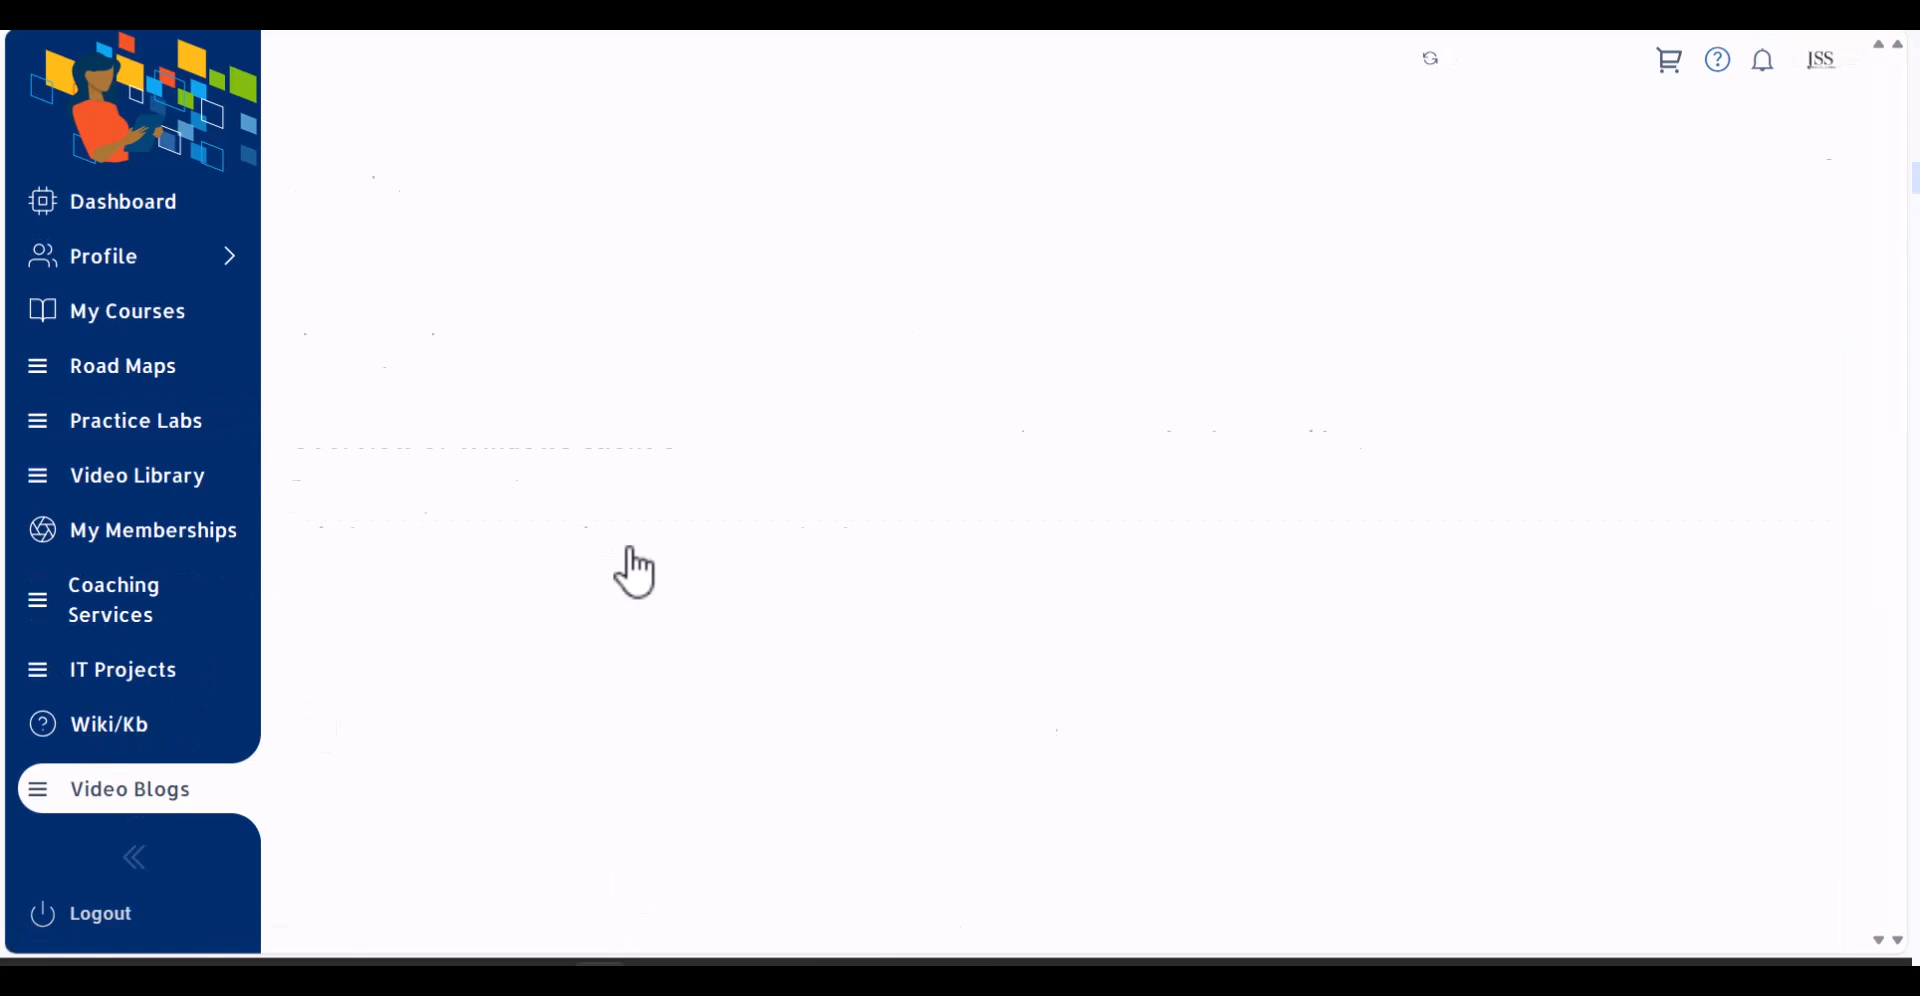 JSS
Dashboard
Profile
My Courses
Road Maps
Practice Labs
Video Library
My Memberships
Coaching
Services
IT Projects
Wiki/Kb
Video Blogs
Logout